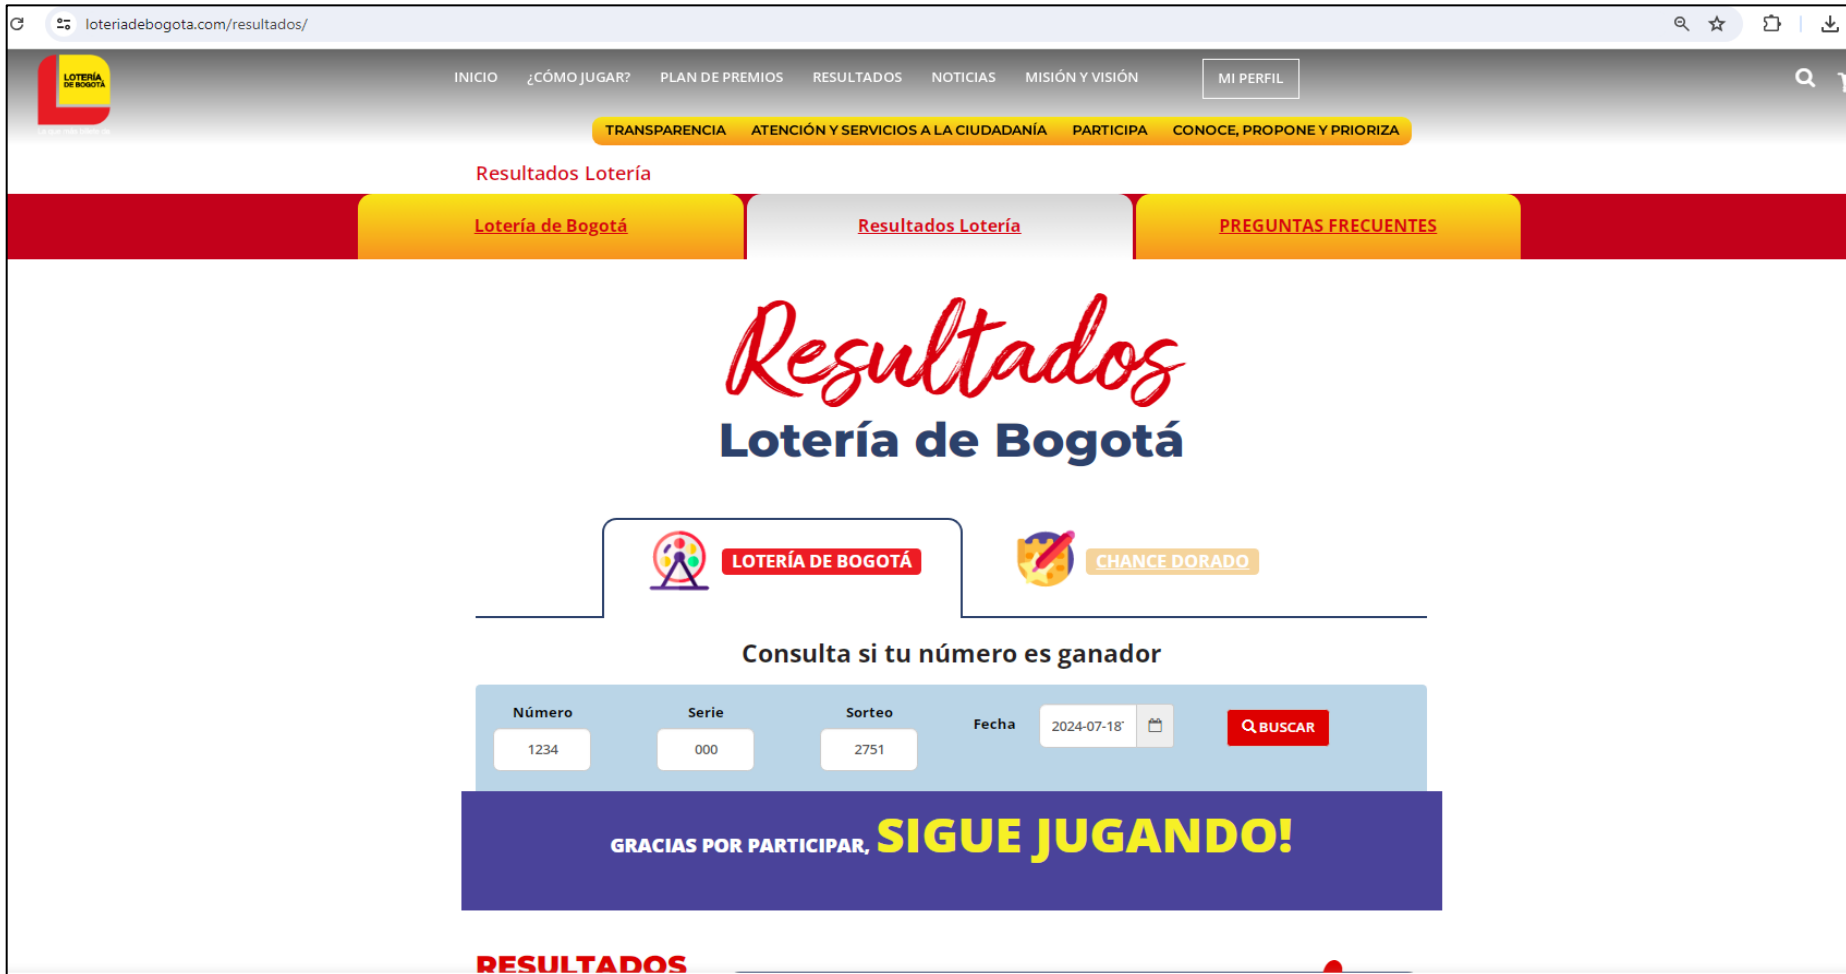 loteriadebogota.com/resultados/
LOTERÍA
DE BOGOTÁ
INICIO ¿CÓMO JUGAR? PLAN DE PREMIOS RESULTADOS NOTICIAS MISIÓN Y VISIÓN MI PERFIL
TRANSPARENCIA ATENCIÓN Y SERVICIOS A LA CIUDADANÍA PARTICIPA CONOCE, PROPONE Y PRIORIZA
Resultados Lotería
Lotería de Bogotá Resultados Lotería PREGUNTAS FRECUENTES
Resultados
Lotería de Bogotá
LOTERÍA DE BOGOTÁ CHANCE DORADO
Consulta si tu número es ganador
Número Serie Sorteo Fecha 2024-07-18 BUSCAR
1234 000 2751
GRACIAS POR PARTICIPAR, SIGUE JUGANDO!
RESULTADOS